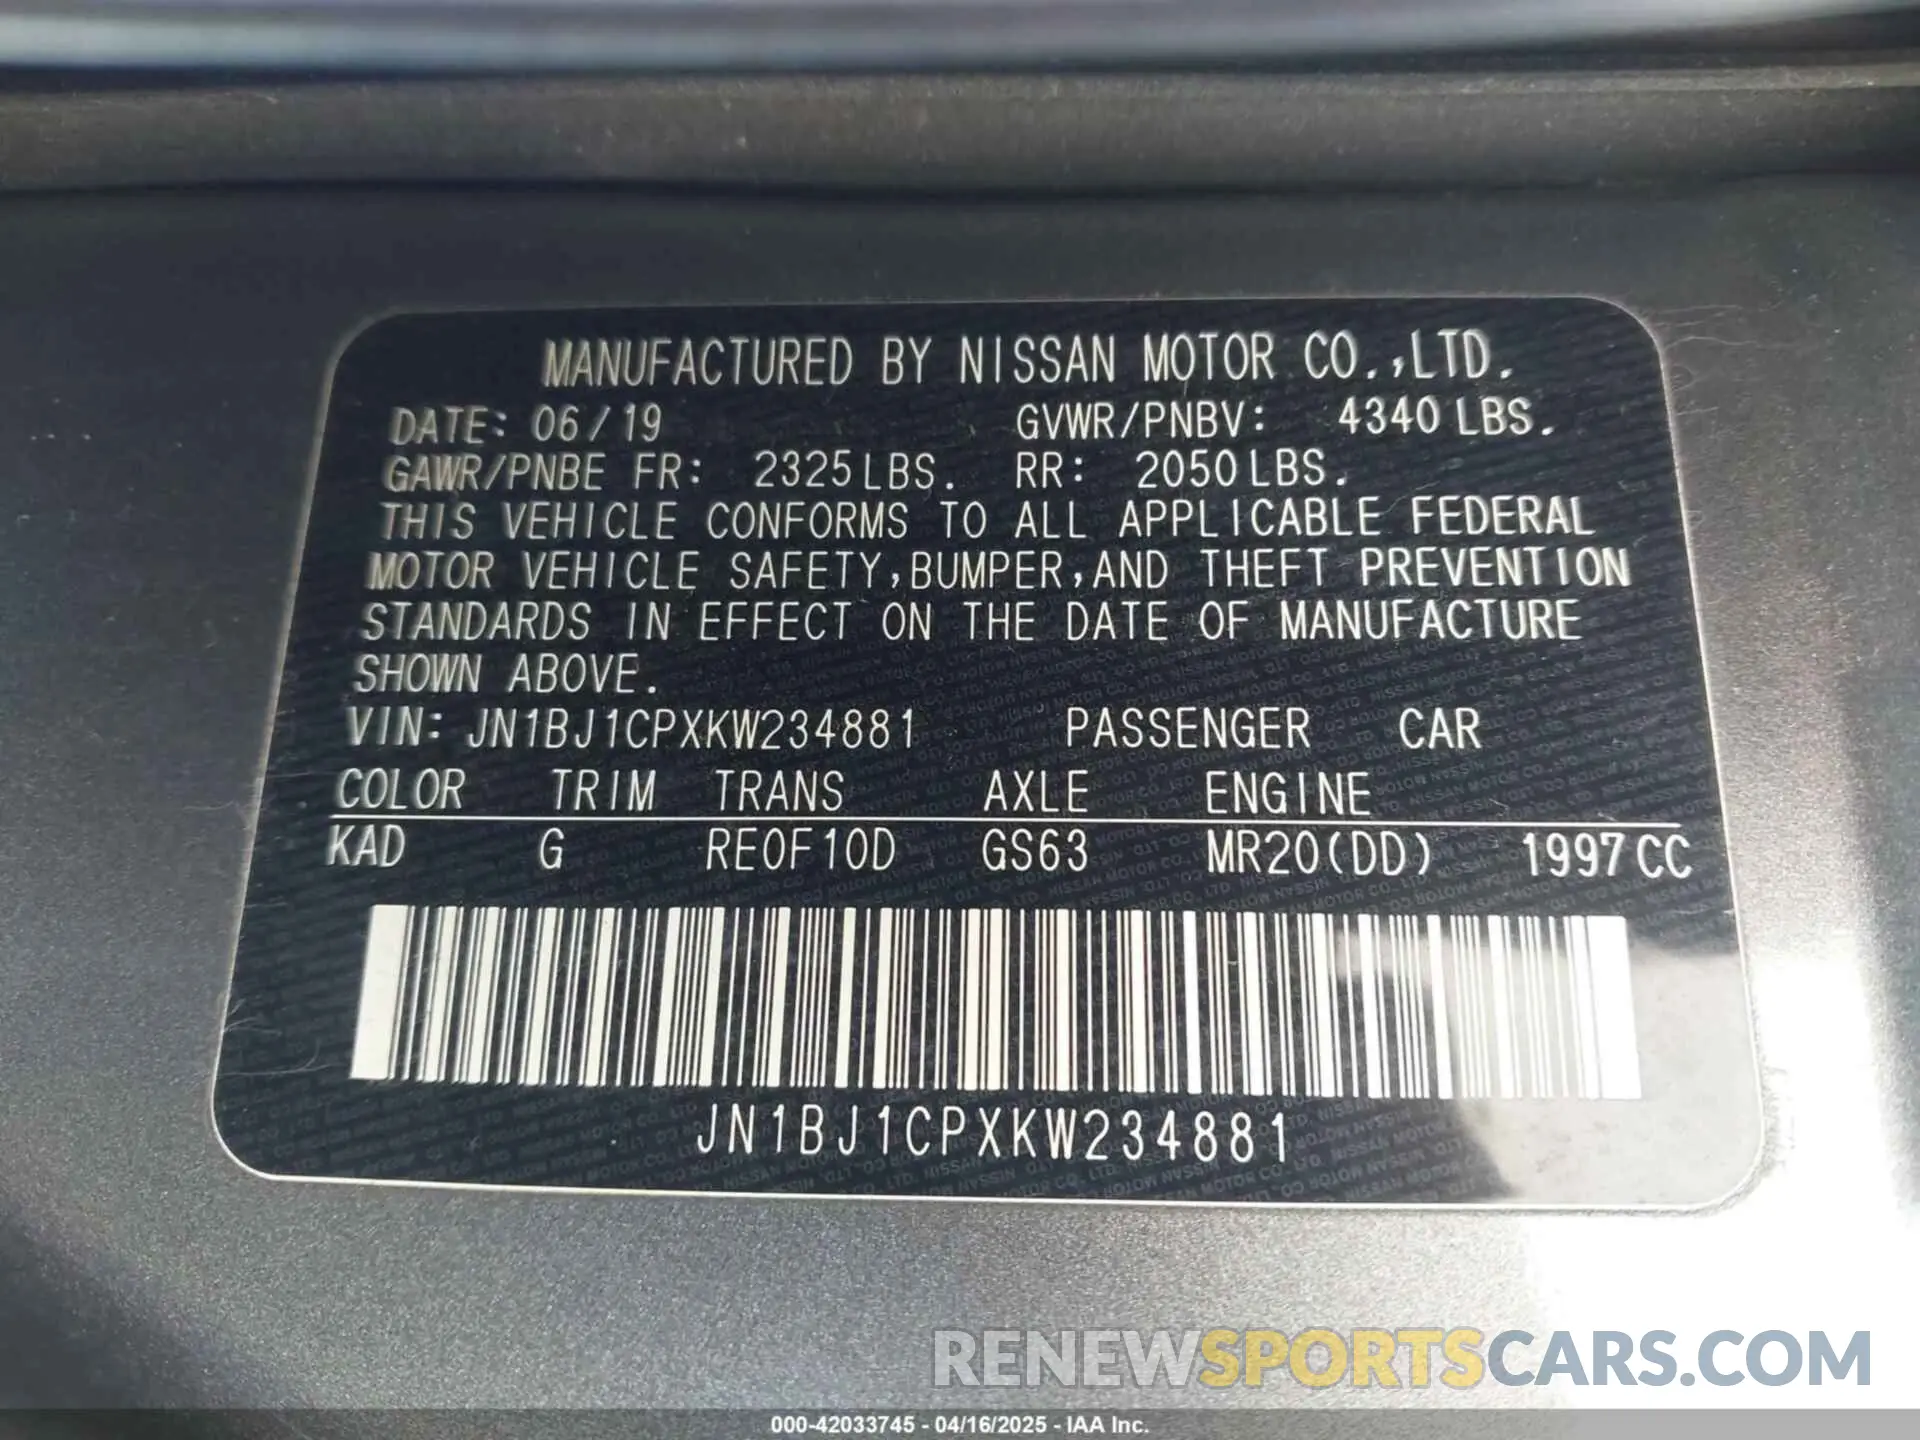 MANUFACTURED BY NISSAN MOTOR CO.,LTD.
DATE: 06/19 GVWR/PNBV: 4340 LBS.
GAWR/PNBE FR: 2325 LBS. RR: 2050 LBS.
THIS VEHICLE CONFORMS TO ALL APPLICABLE FEDERAL
MOTOR VEHICLE SAFETY,BUMPER,AND THEFT PREVENTION
STANDARDS IN EFFECT ON THE DATE OF MANUFACTURE
SHOWN ABOVE.
VIN: JN1BJ1CPXKW234881 PASSENGER CAR
COLOR TRIM TRANS AXLE ENGINE
KAD G RE0F10D GS63 MR20(DD) 1997 CC
JN1BJ1CPXKW234881
RENEWSPORTSCARS.COM
000-42033745 - 04/16/2025 - IAA Inc.